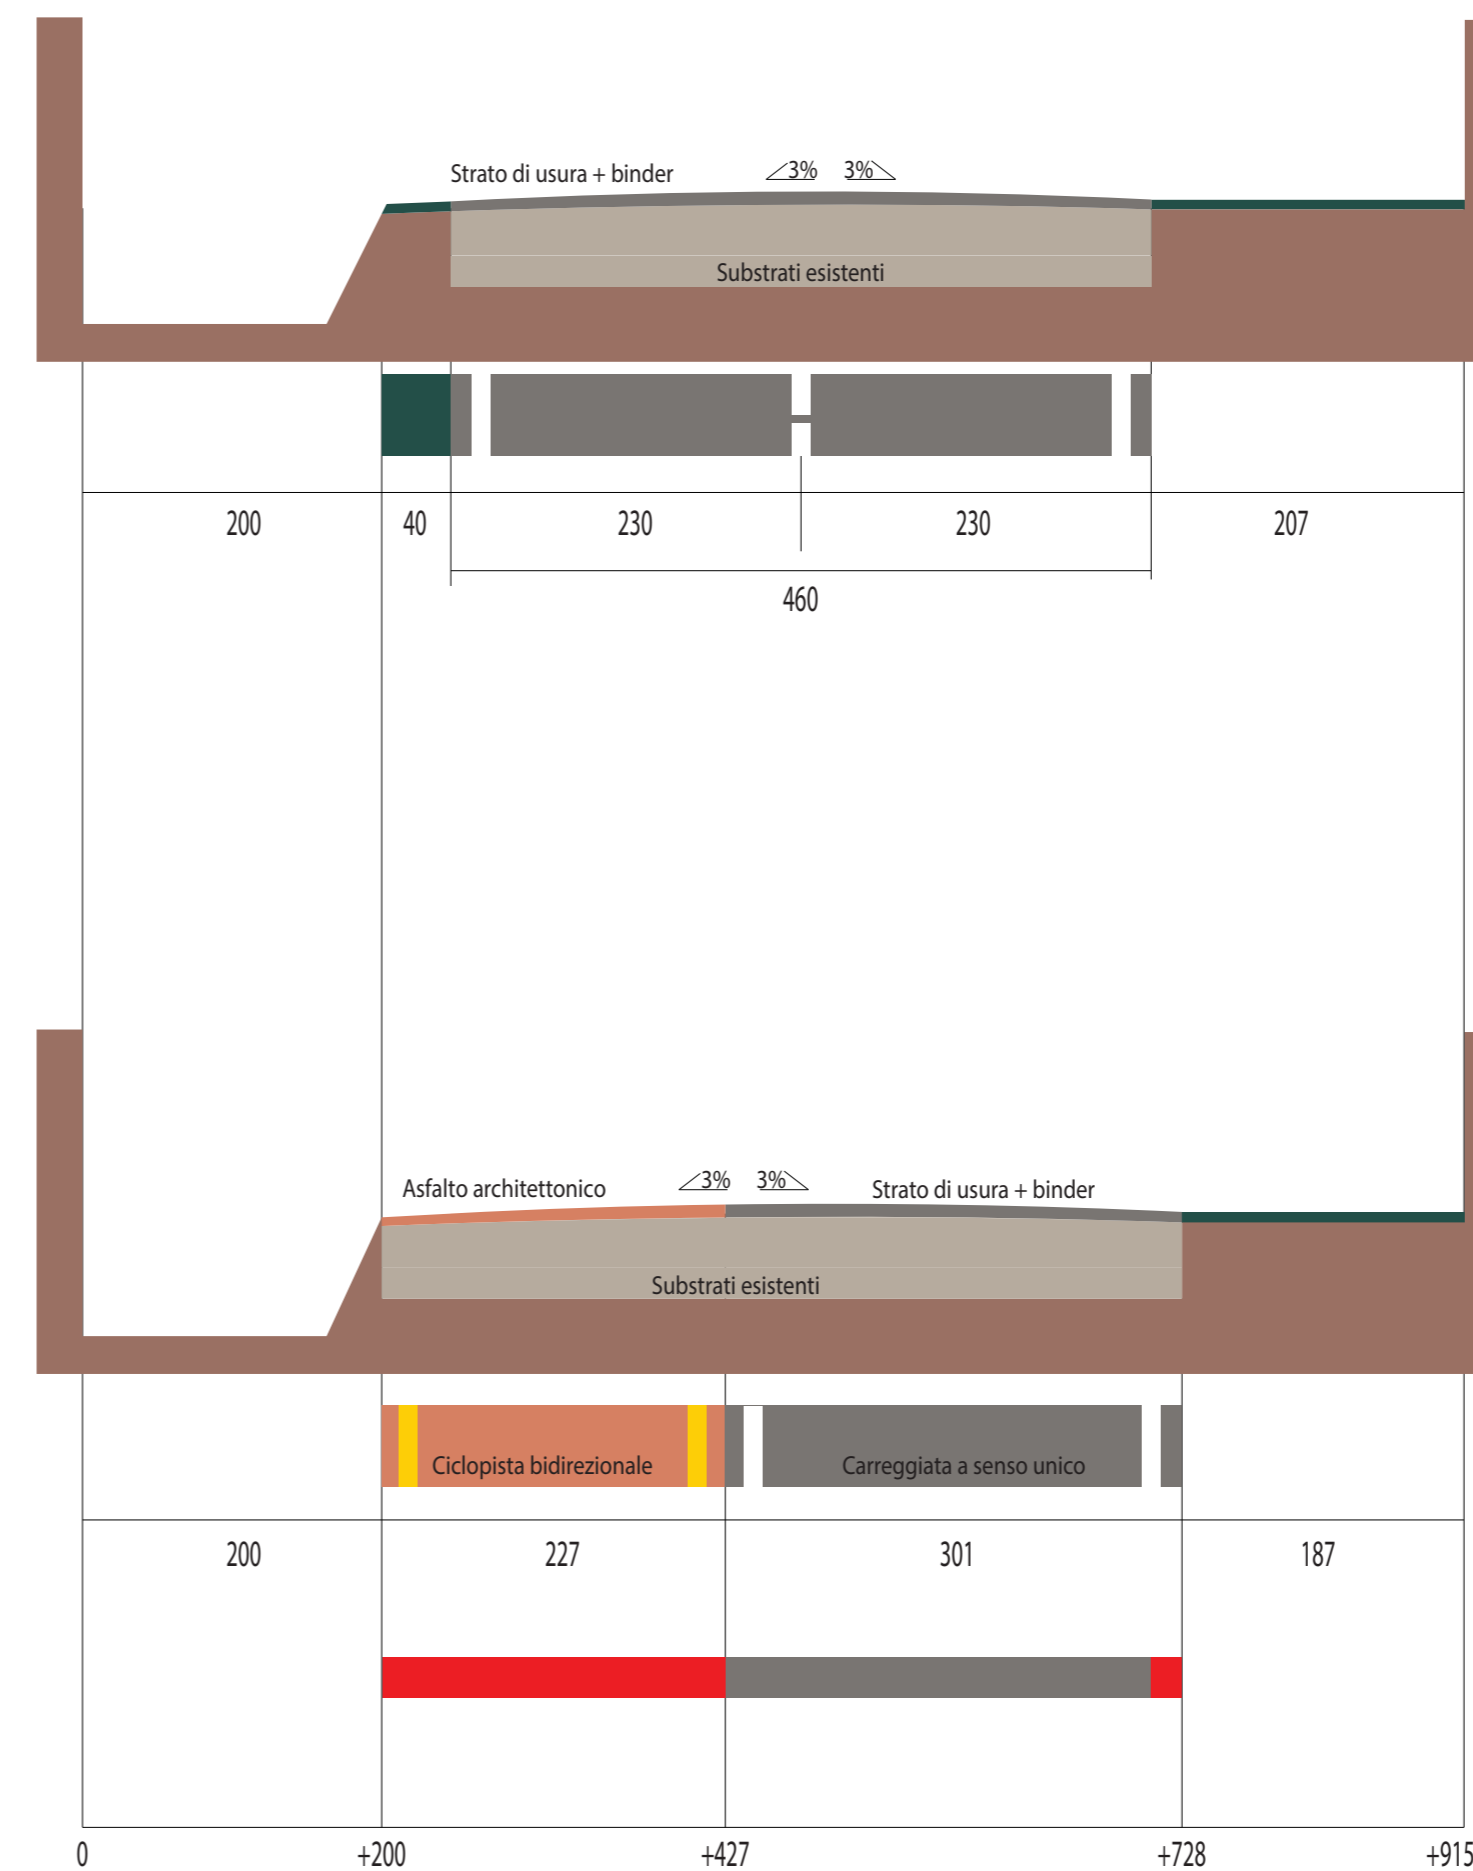 Strato di usura + binder
3% 3%
Substrati esistenti
200 40 230 230 207
460
Asfalto architettonico
3% 3%
Strato di usura + binder
Substrati esistenti
Ciclopista bidirezionale
Carreggiata a senso unico
200 227 301 187
0 +200 +427 +728 +915